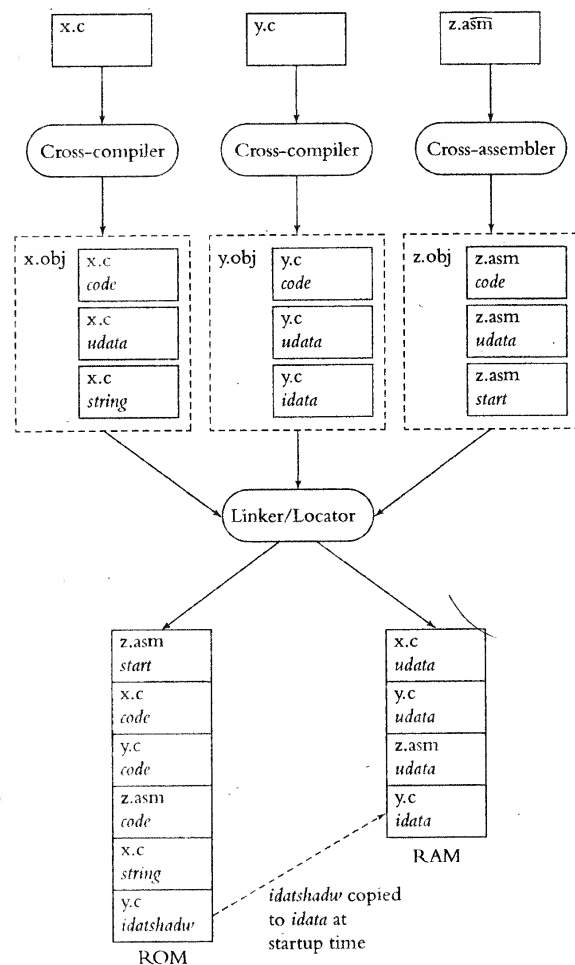 x.c
y.c
z.asm
Cross-compiler
Cross-compiler
Cross-assembler
x.obj
x.c
code
x.c
udata
x.c
string
y.obj
y.c
code
y.c
udata
y.c
idata
z.obj
z.asm
code
z.asm
udata
z.asm
start
Linker/Locator
z.asm
start
x.c
code
y.c
code
z.asm
code
x.c
string
y.c
idatshadw
ROM
x.c
udata
y.c
udata
z.asm
udata
y.c
idata
RAM
idatshadw copied
to idata at
startup time